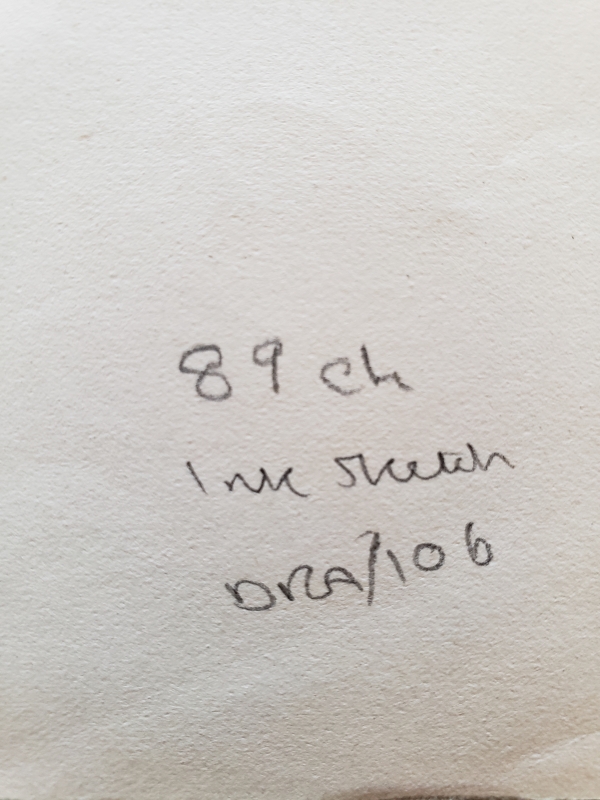 89 Ch
Ink Sketch
DRA/106